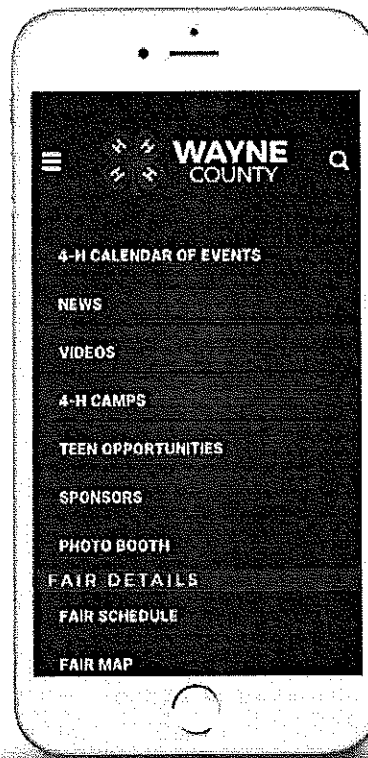 H H
WAYNE
COUNTY
H H
4-H CALENDAR OF EVENTS
NEWS
VIDEOS
4-H CAMPS
TEEN OPPORTUNITIES
SPONSORS
PHOTO BOOTH
FAIR DETAILS
FAIR SCHEDULE
FAIR MAP